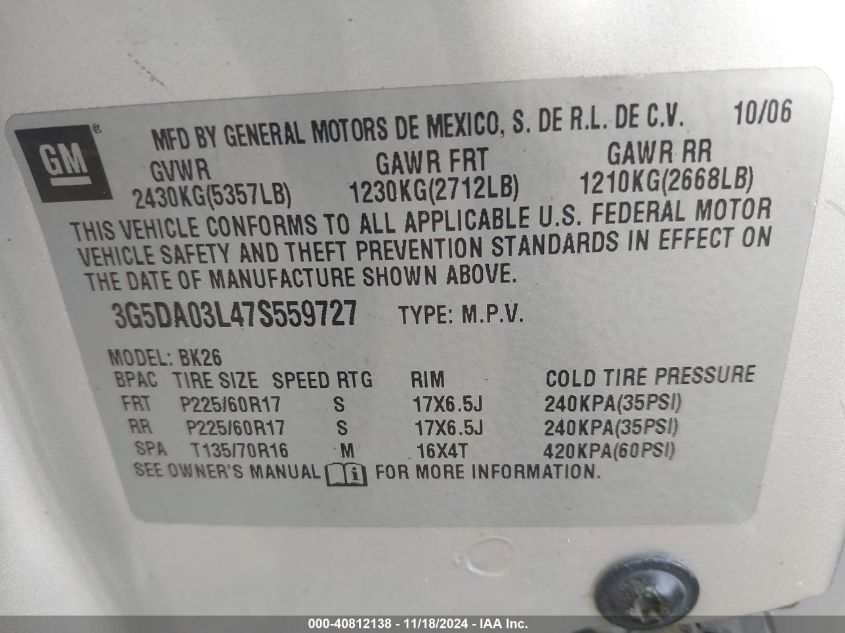 GM ® MFD BY GENERAL MOTORS DE MEXICO, S. DE R.L. DE C.V. 10/06
GVWR GAWR FRT GAWR RR
2430KG(5357LB) 1230KG(2712LB) 1210KG(2668LB)
THIS VEHICLE CONFORMS TO ALL APPLICABLE U.S. FEDERAL MOTOR
VEHICLE SAFETY AND THEFT PREVENTION STANDARDS IN EFFECT ON
THE DATE OF MANUFACTURE SHOWN ABOVE.
3G5DA03L47S559727 TYPE: M.P.V.
MODEL: BK26
BPAC TIRE SIZE SPEED RTG RIM COLD TIRE PRESSURE
FRT P225/60R17 S 17X6.5J 240KPA(35PSI)
RR P225/60R17 S 17X6.5J 240KPA(35PSI)
SPA T135/70R16 M 16X4T 420KPA(60PSI)
SEE OWNER'S MANUAL FOR MORE INFORMATION.
000-40812138 - 11/18/2024 - IAA Inc.